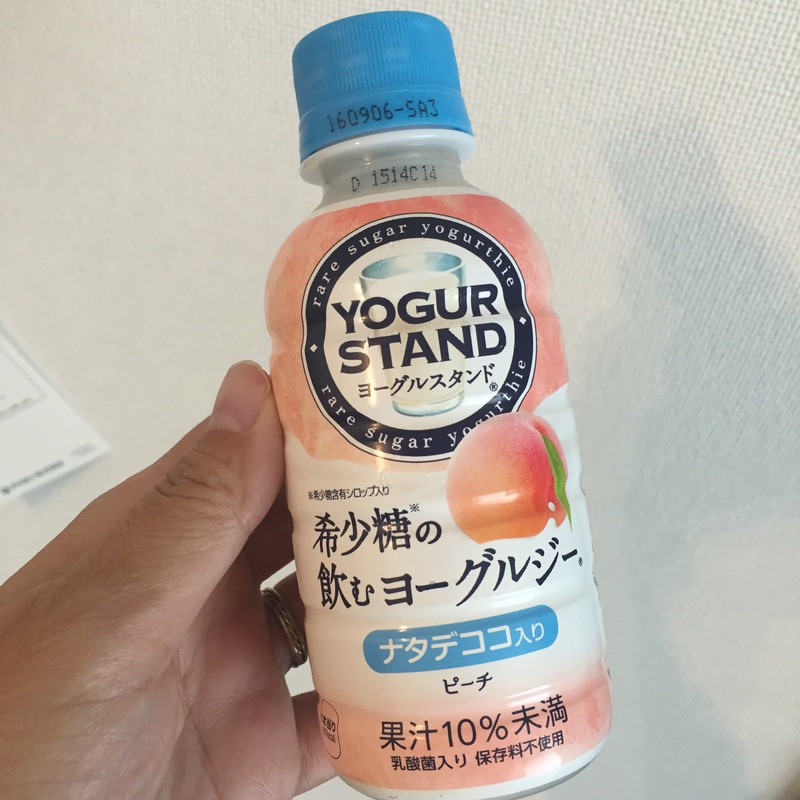 160906-5A3
D 1514C14
rare sugar yogurthie
YOGUR
STAND
ヨーグルスタンド®
rare sugar yogurthie
※希少糖含有シロップ入り
希少糖※の
飲むヨーグルジー®
ナタデココ入り
ピーチ
果汁10%未満
乳酸菌入り 保存料不使用